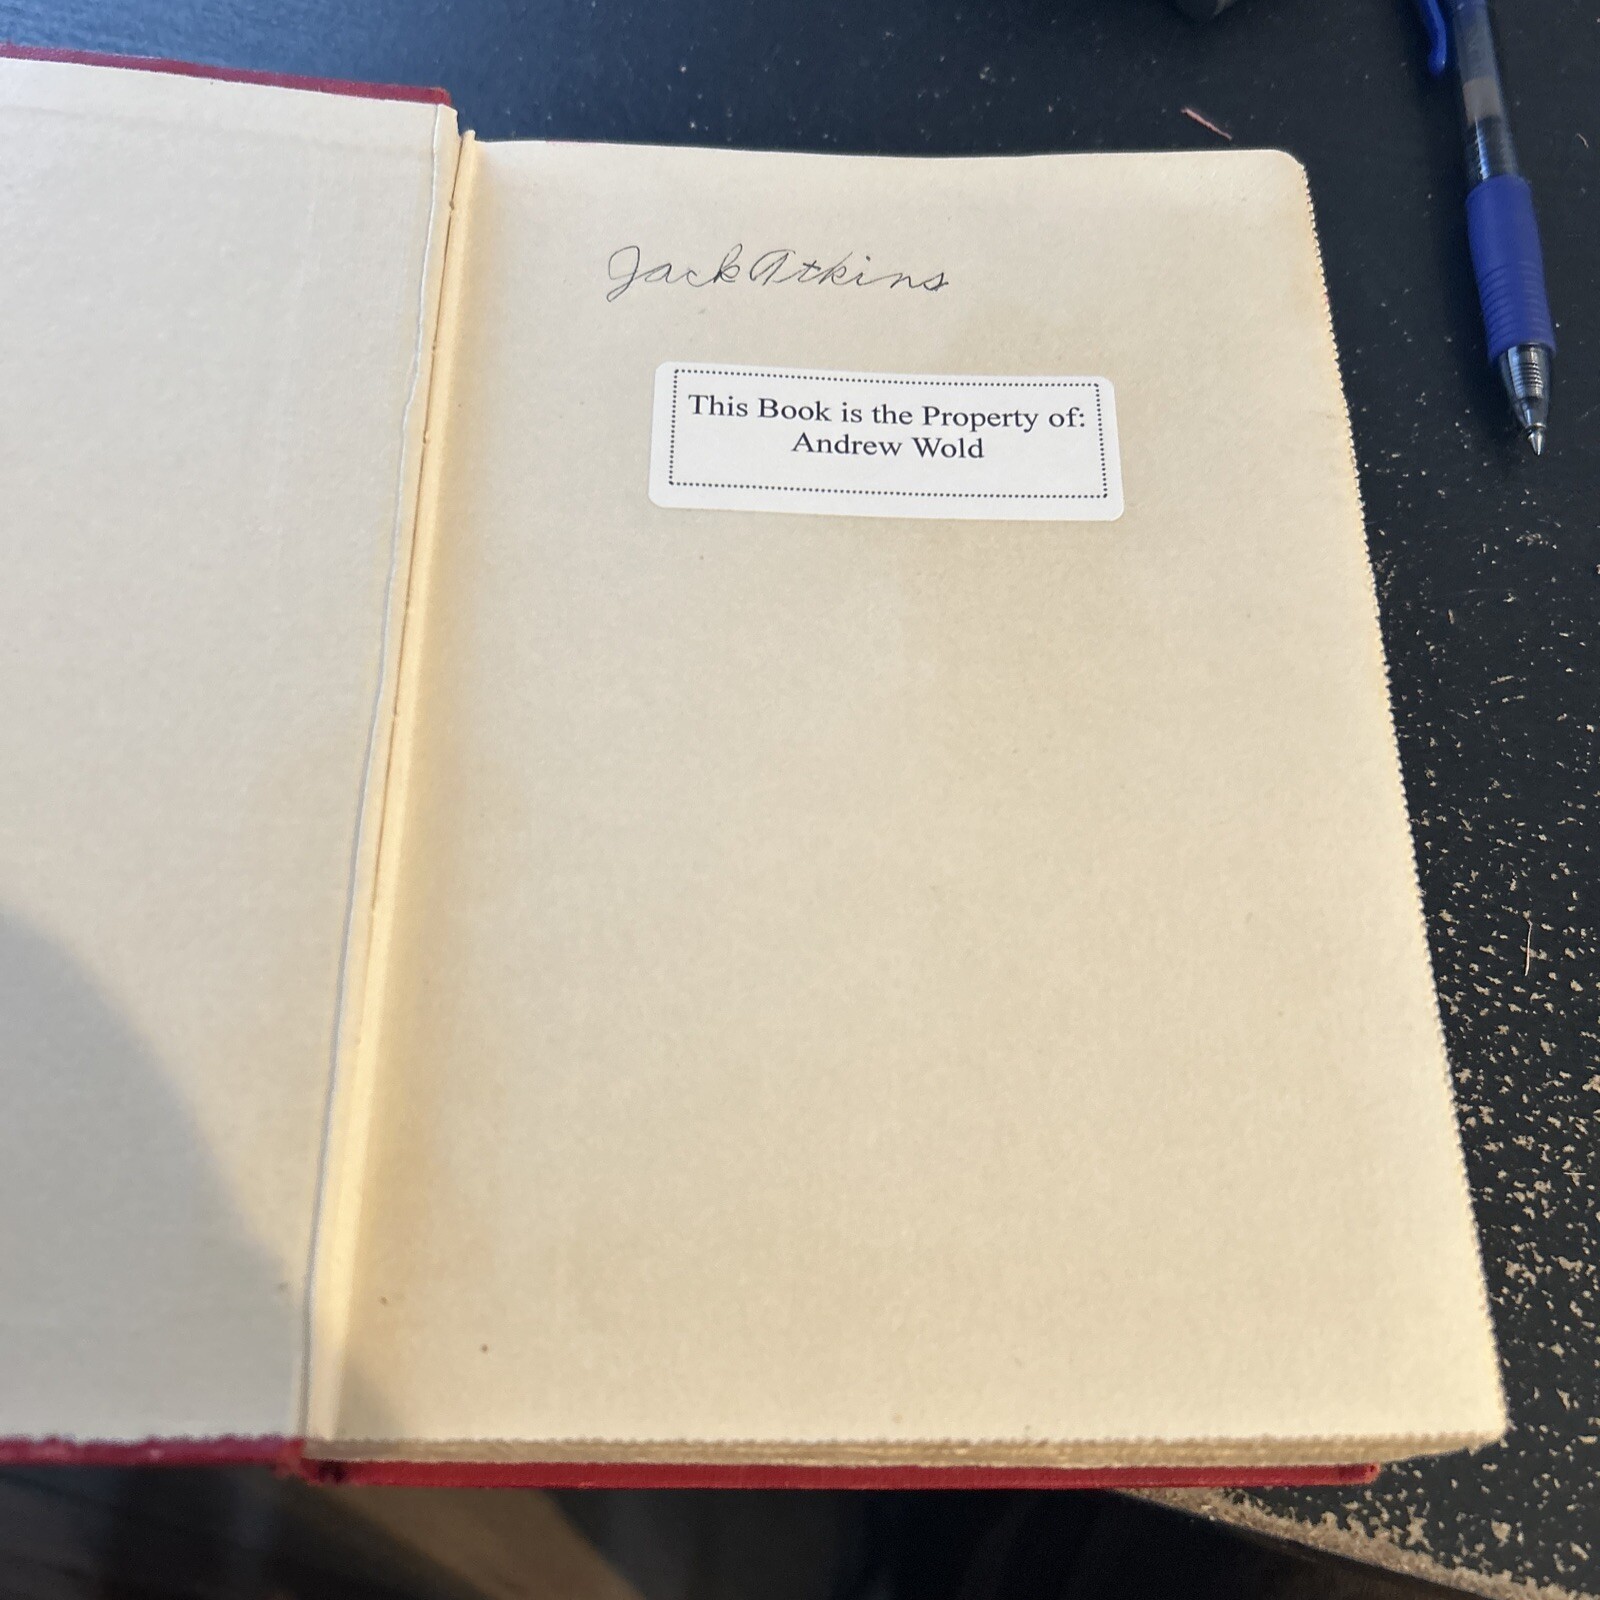 Jack Atkins
This Book is the Property of:
Andrew Wold